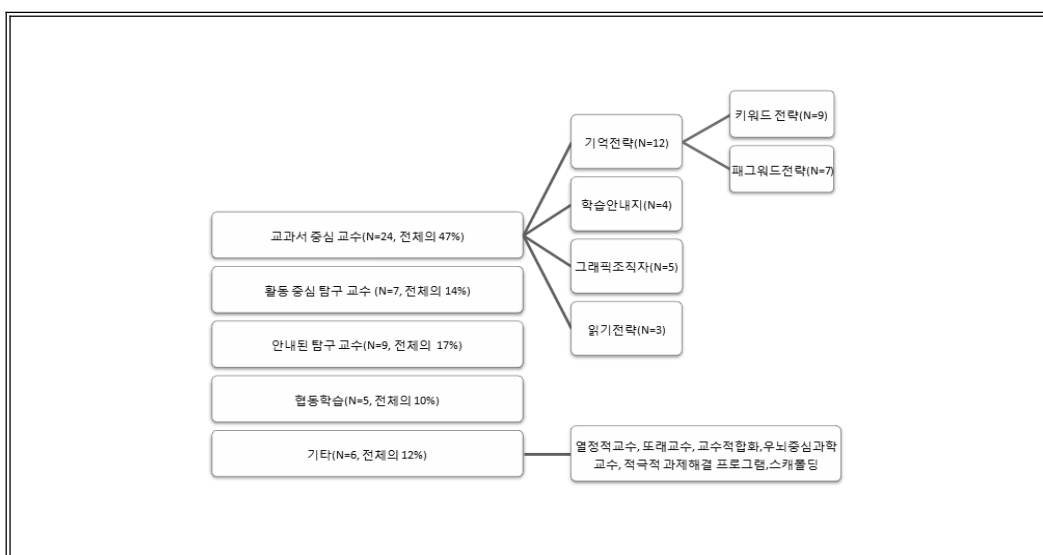 키워드 전략(N=9)
기억전략(N=12)
패그워드전략(N=7)
학습안내지(N=4)
교과서 중심 교수(N=24, 전체의 47%)
그래픽조직자(N=5)
활동 중심 탐구 교수 (N=7, 전체의 14%)
읽기전략(N=3)
안내된 탐구 교수(N=9, 전체의 17%)
협동학습(N=5, 전체의 10%)
기타(N=6, 전체의 12%)
열정적교수, 또래교수, 교수적합화,우뇌중심과학
교수, 적극적 과제해결 프로그램,스캐폴딩